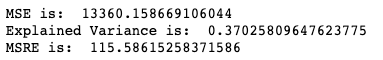 MSE is:  13360.158669106044
Explained Variance is:  0.37025809647623775
MSRE is:  115.58615258371586